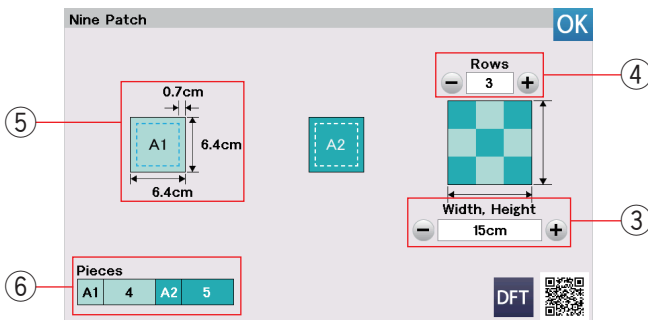 Nine Patch
OK
Rows
3
④
0.7cm
⑤
A1
6.4cm
A2
6.4cm
Width, Height
15cm
③
Pieces
A1 4 A2 5
⑥
DFT